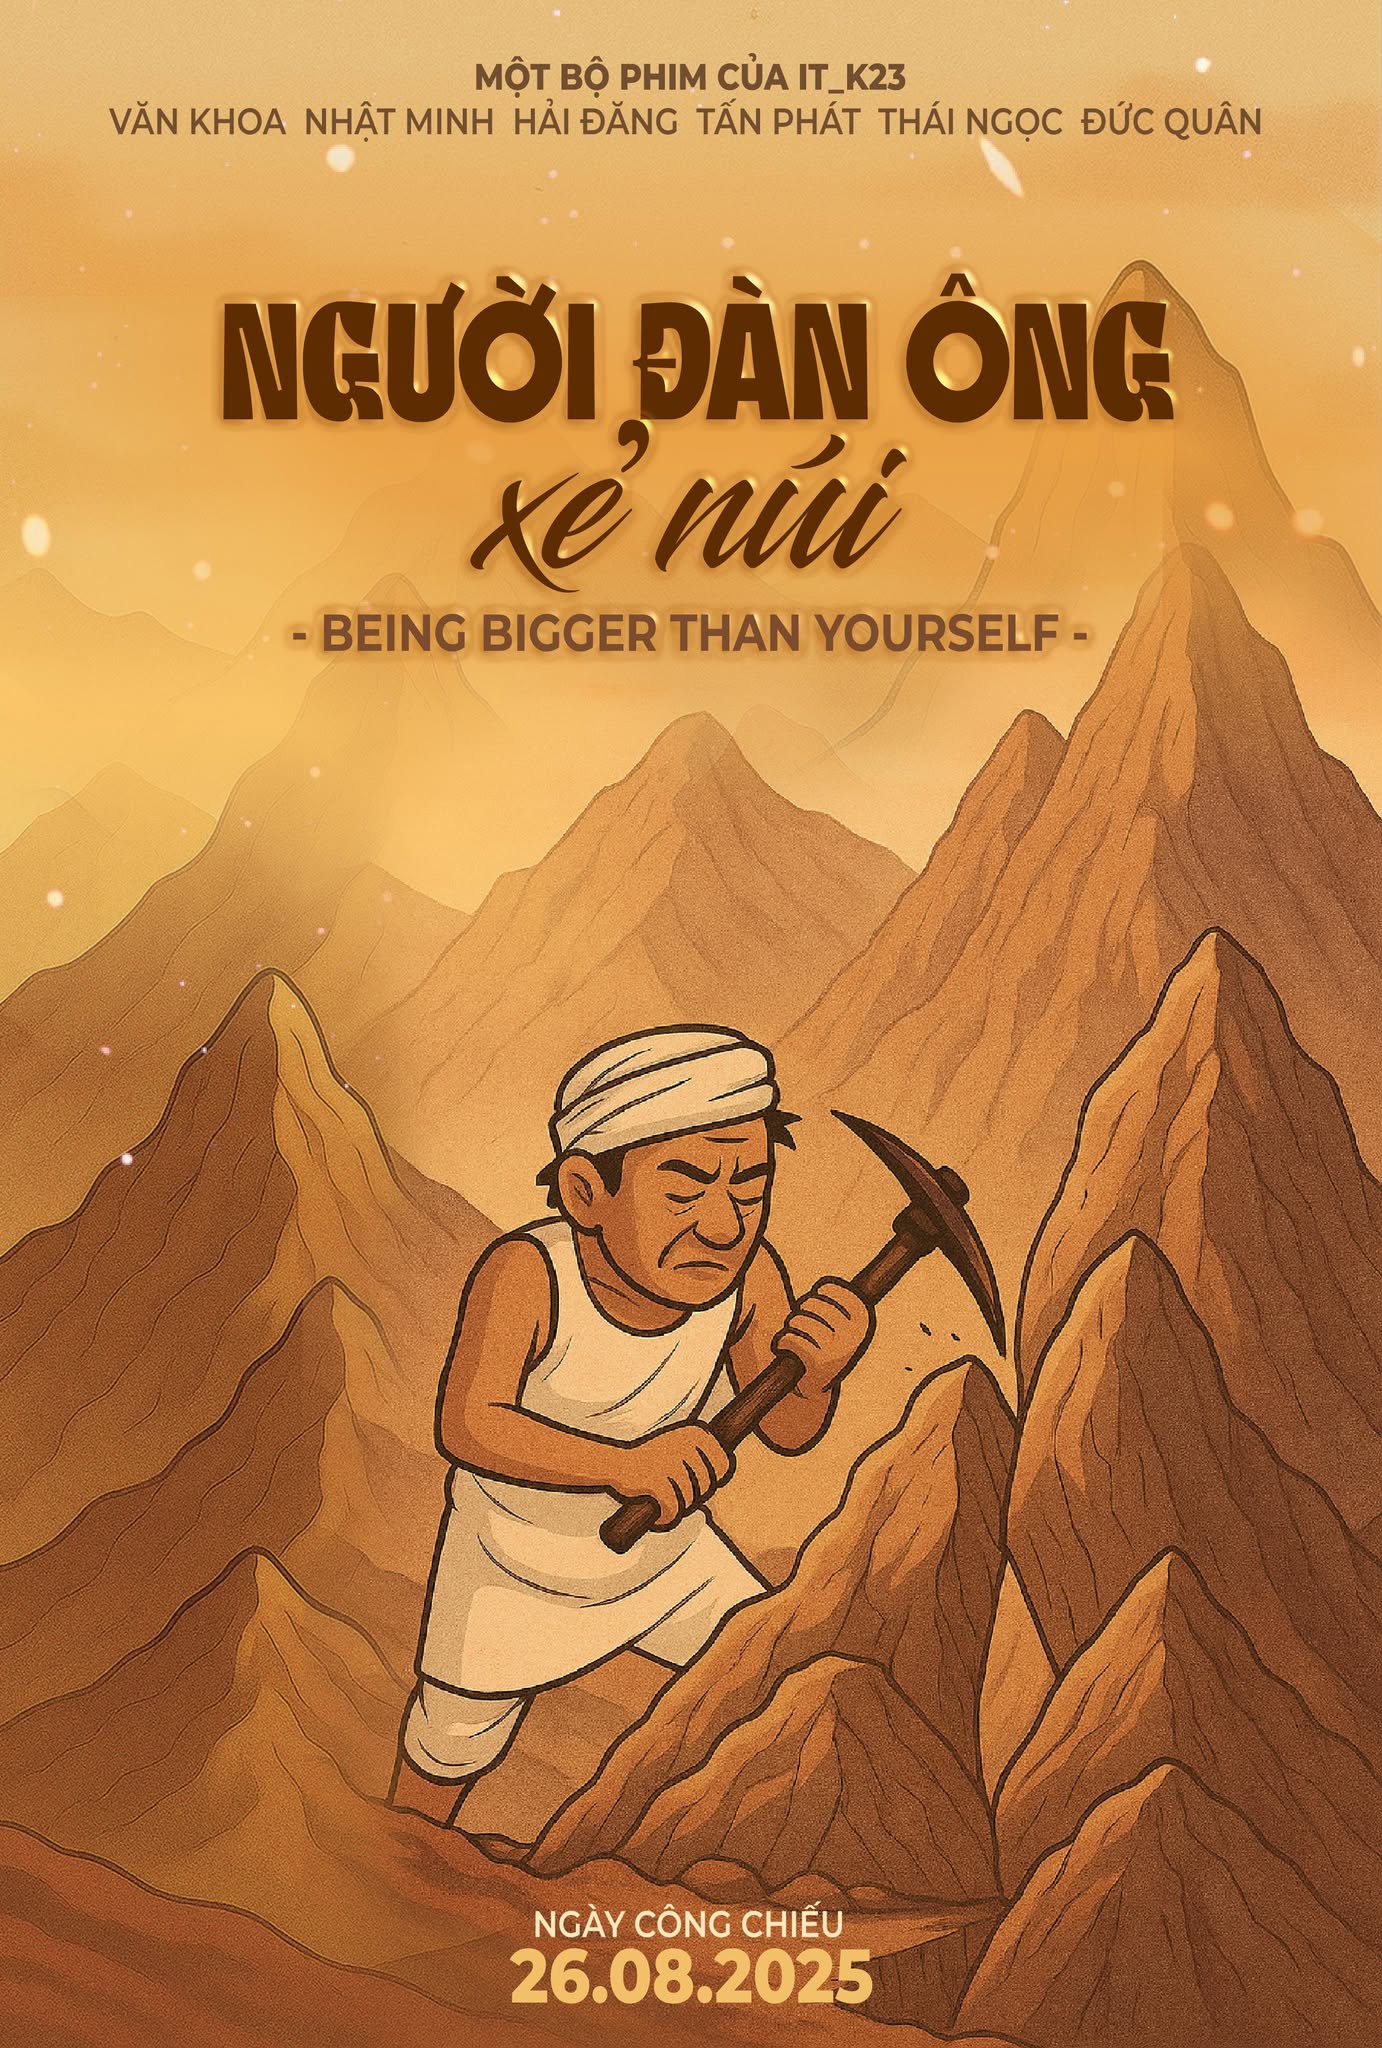 MỘT BỘ PHIM CỦA IT_K23
VĂN KHOA NHẬT MINH HẢI ĐĂNG TẤN PHÁT THÁI NGỌC ĐỨC QUÂN
NGƯỜI ĐÀN ÔNG
xẻ núi
- BEING BIGGER THAN YOURSELF -
NGÀY CÔNG CHIẾU
26.08.2025